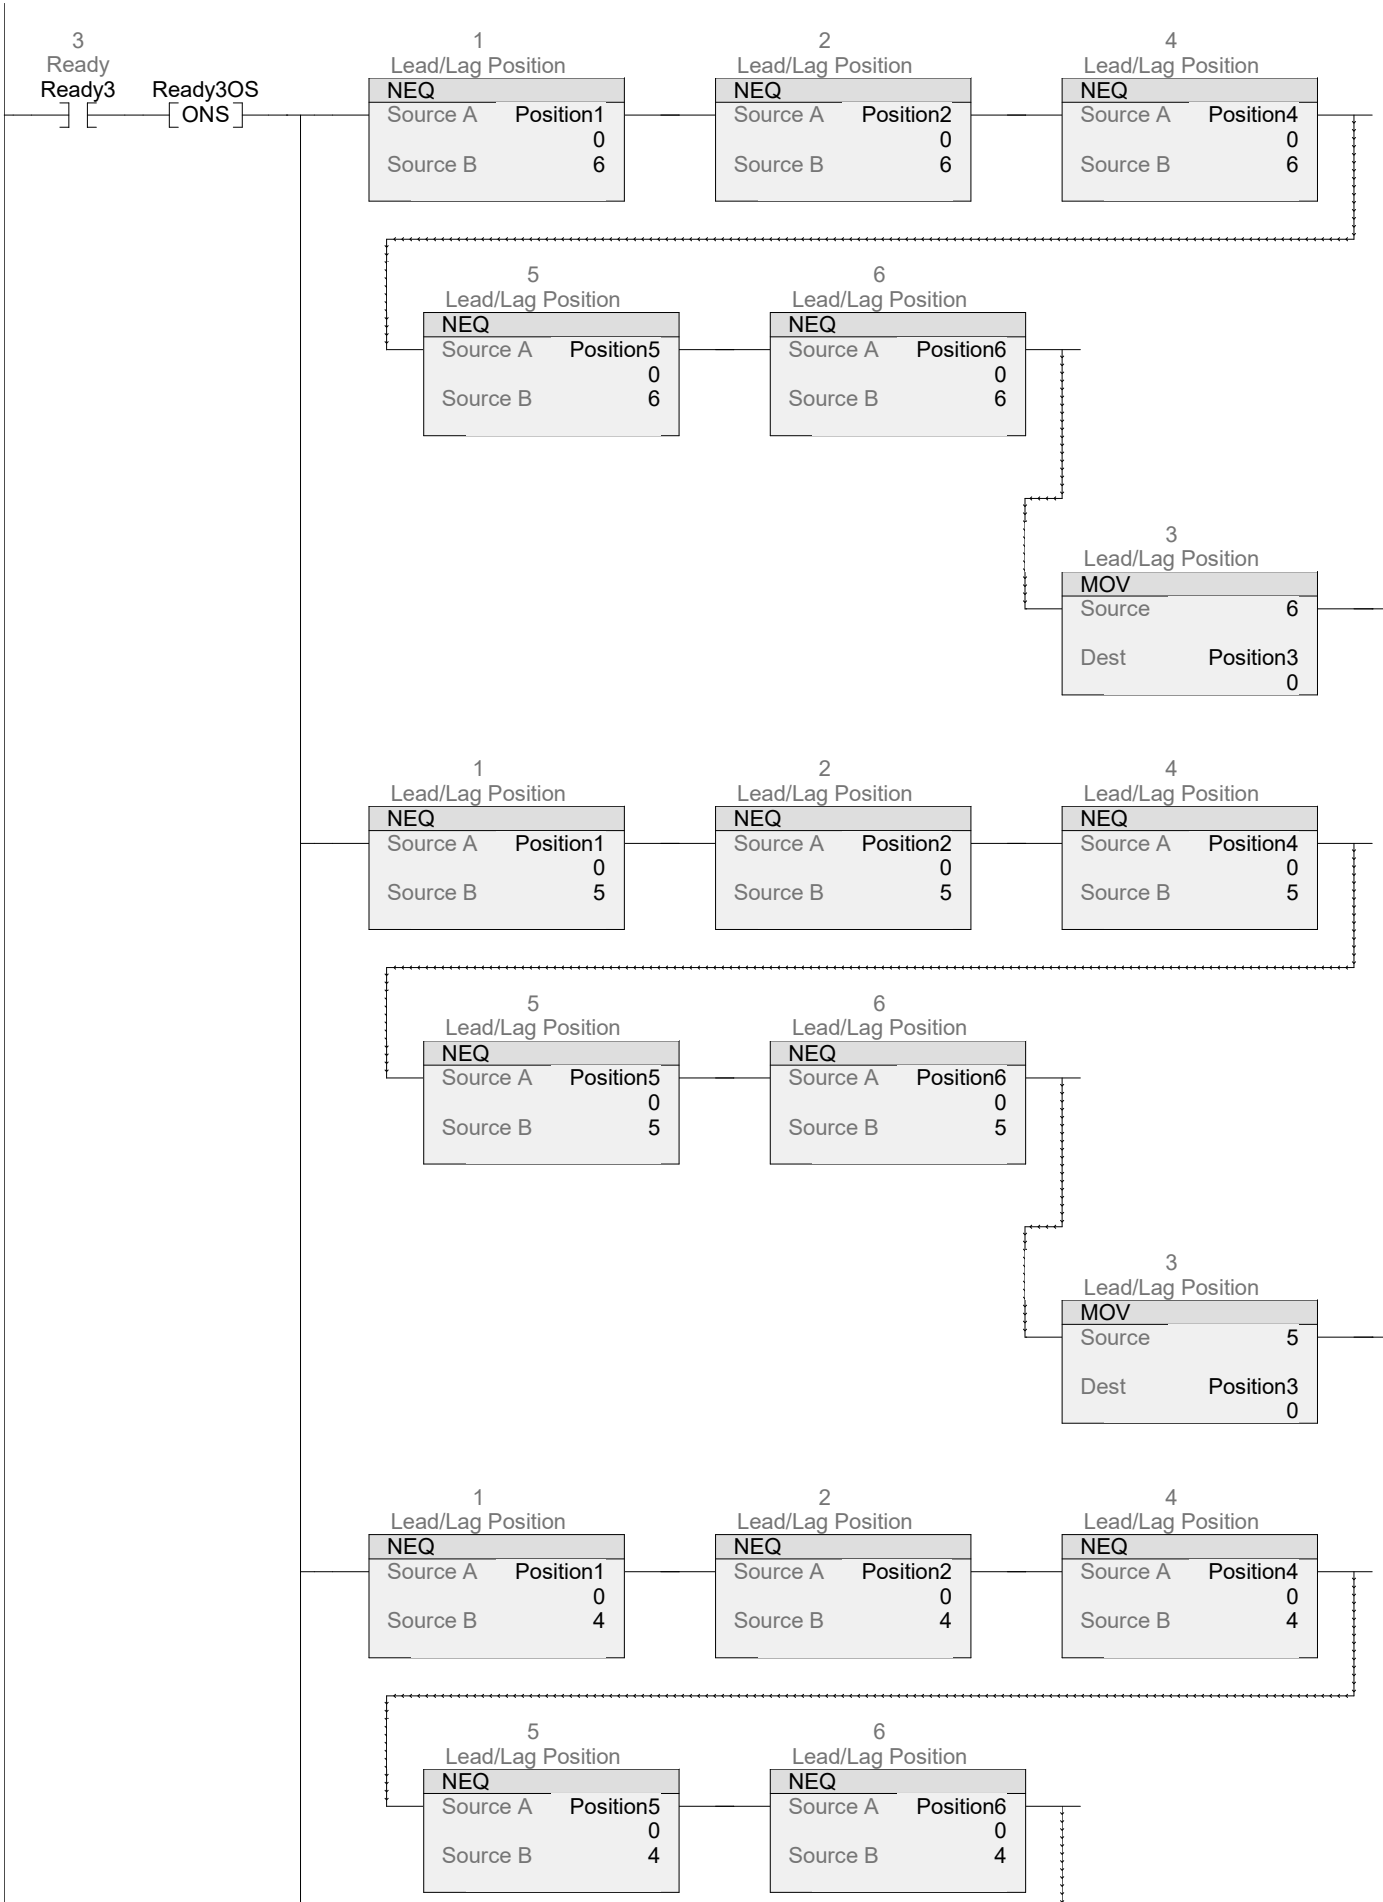 3
Ready
Ready3
Ready3OS
ONS
1
Lead/Lag Position
NEQ
Source A Position1
0
Source B 6
2
Lead/Lag Position
NEQ
Source A Position2
0
Source B 6
4
Lead/Lag Position
NEQ
Source A Position4
0
Source B 6
5
Lead/Lag Position
NEQ
Source A Position5
0
Source B 6
6
Lead/Lag Position
NEQ
Source A Position6
0
Source B 6
3
Lead/Lag Position
MOV
Source 6
Dest Position3
0
1
Lead/Lag Position
NEQ
Source A Position1
0
Source B 5
2
Lead/Lag Position
NEQ
Source A Position2
0
Source B 5
4
Lead/Lag Position
NEQ
Source A Position4
0
Source B 5
5
Lead/Lag Position
NEQ
Source A Position5
0
Source B 5
6
Lead/Lag Position
NEQ
Source A Position6
0
Source B 5
3
Lead/Lag Position
MOV
Source 5
Dest Position3
0
1
Lead/Lag Position
NEQ
Source A Position1
0
Source B 4
2
Lead/Lag Position
NEQ
Source A Position2
0
Source B 4
4
Lead/Lag Position
NEQ
Source A Position4
0
Source B 4
5
Lead/Lag Position
NEQ
Source A Position5
0
Source B 4
6
Lead/Lag Position
NEQ
Source A Position6
0
Source B 4